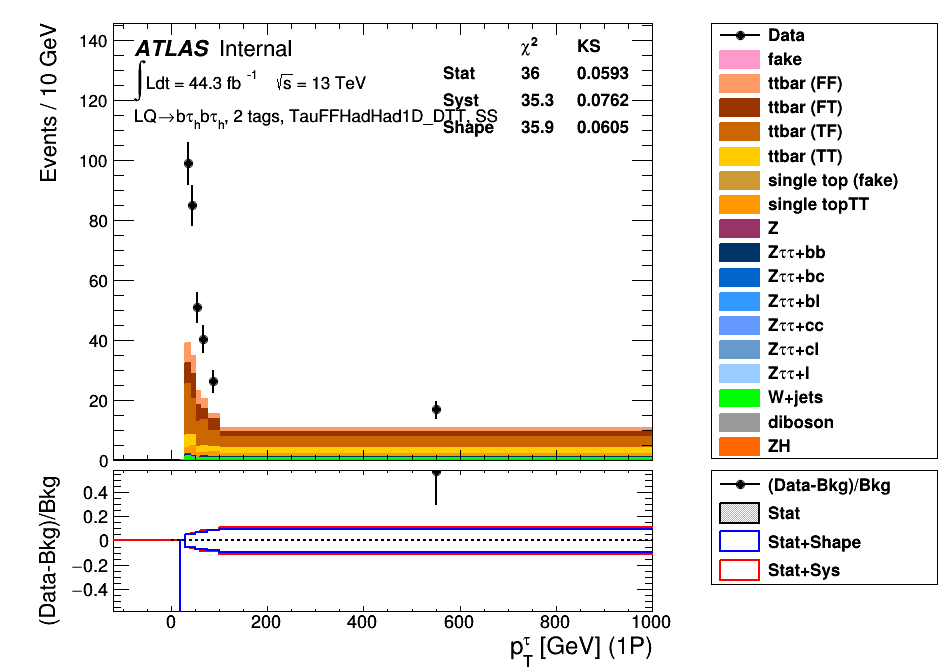 ATLAS Internal
∫Ldt = 44.3 fb⁻¹ √s = 13 TeV
LQ→bτhbτh, 2 tags, TauFFHadHad1D_DTT, SS
χ² KS
Stat 36 0.0593
Syst 35.3 0.0762
Shape 35.9 0.0605
Events / 10 GeV
140
120
100
80
60
40
20
0
Data
fake
ttbar (FF)
ttbar (FT)
ttbar (TF)
ttbar (TT)
single top (fake)
single topTT
Z
Zττ+bb
Zττ+bc
Zττ+bl
Zττ+cc
Zττ+cl
Zττ+l
W+jets
diboson
ZH
(Data-Bkg)/Bkg
0.4
0.2
0
−0.2
−0.4
0 200 400 600 800 1000
pTτ [GeV] (1P)
(Data-Bkg)/Bkg
Stat
Stat+Shape
Stat+Sys